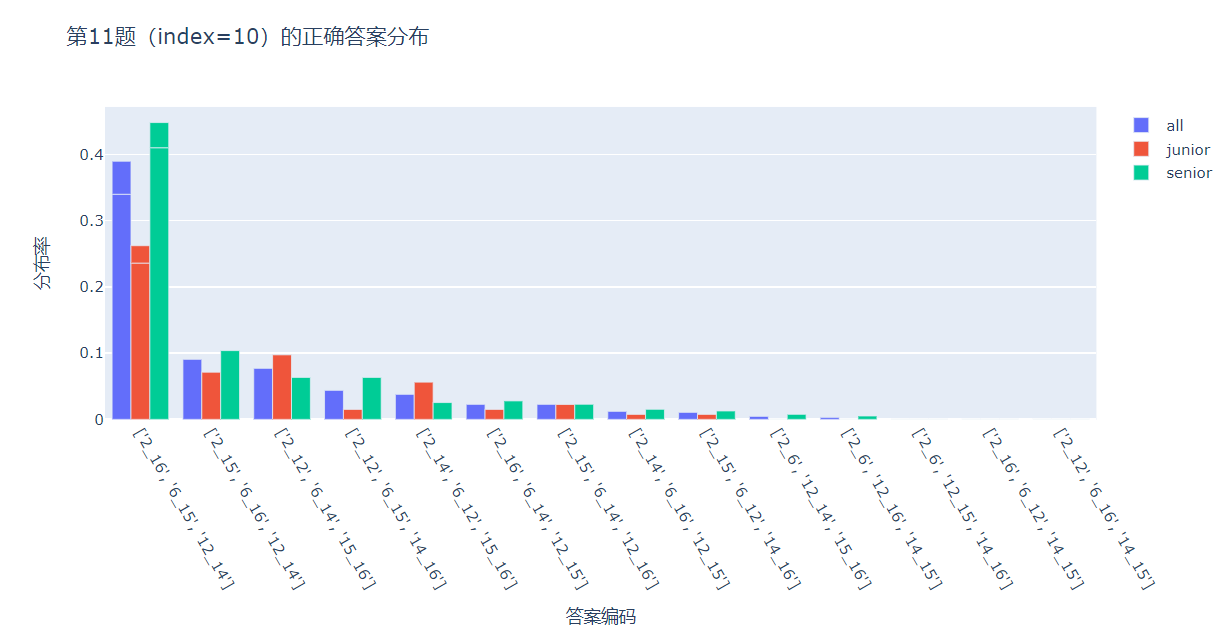 第11题（index=10）的正确答案分布
all
junior
senior
分布率
0.4
0.3
0.2
0.1
0
['2_16', '6_15', '12_14']
['2_15', '6_16', '12_14']
['2_12', '6_14', '15_16']
['2_12', '6_15', '14_16']
['2_14', '6_12', '15_16']
['2_16', '6_14', '12_15']
['2_15', '6_14', '12_16']
['2_14', '6_16', '12_15']
['2_15', '6_12', '14_16']
['2_6', '12_14', '15_16']
['2_6', '12_16', '14_15']
['2_6', '12_15', '14_16']
['2_16', '6_12', '14_15']
['2_12', '6_16', '14_15']
答案编码